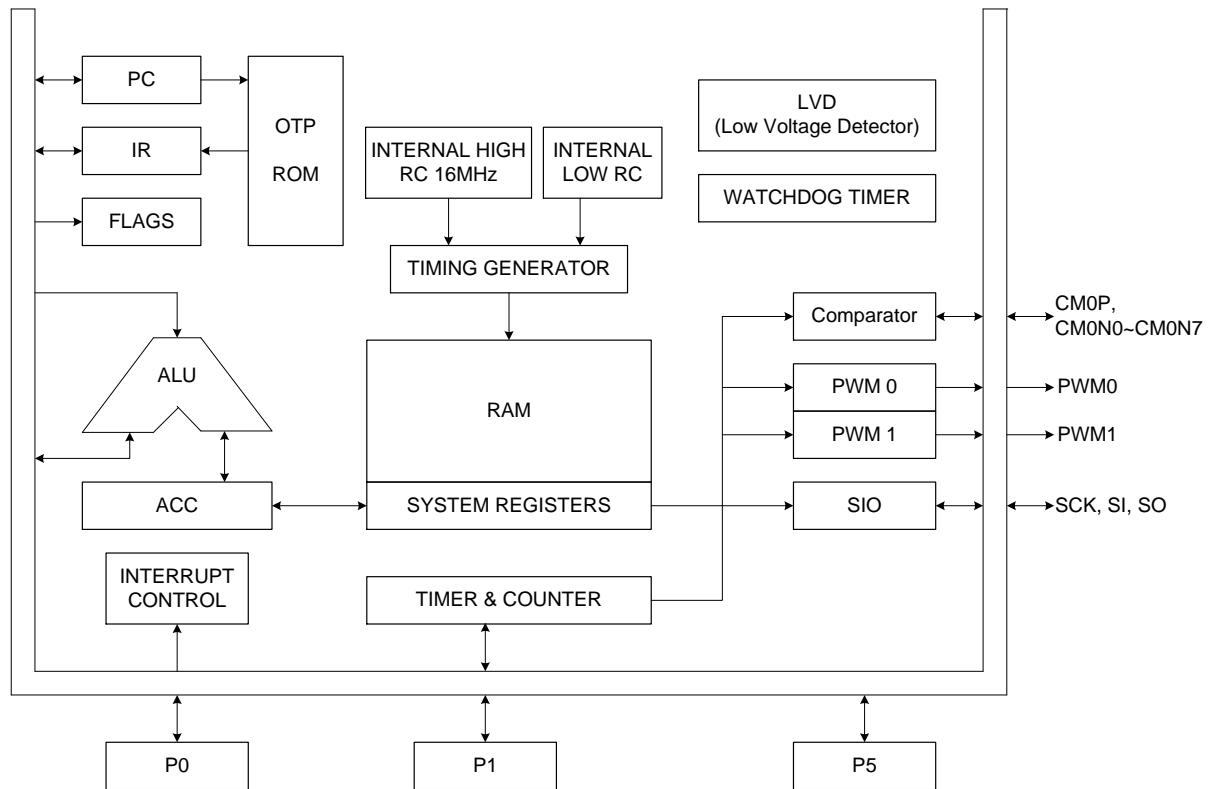 PC
IR
FLAGS
OTP
ROM
INTERNAL HIGH
RC 16MHz
INTERNAL
LOW RC
TIMING GENERATOR
LVD
(Low Voltage Detector)
WATCHDOG TIMER
ALU
ACC
RAM
SYSTEM REGISTERS
Comparator
PWM 0
PWM 1
SIO
CM0P,
CM0N0~CM0N7
PWM0
PWM1
SCK, SI, SO
INTERRUPT
CONTROL
TIMER & COUNTER
P0
P1
P5